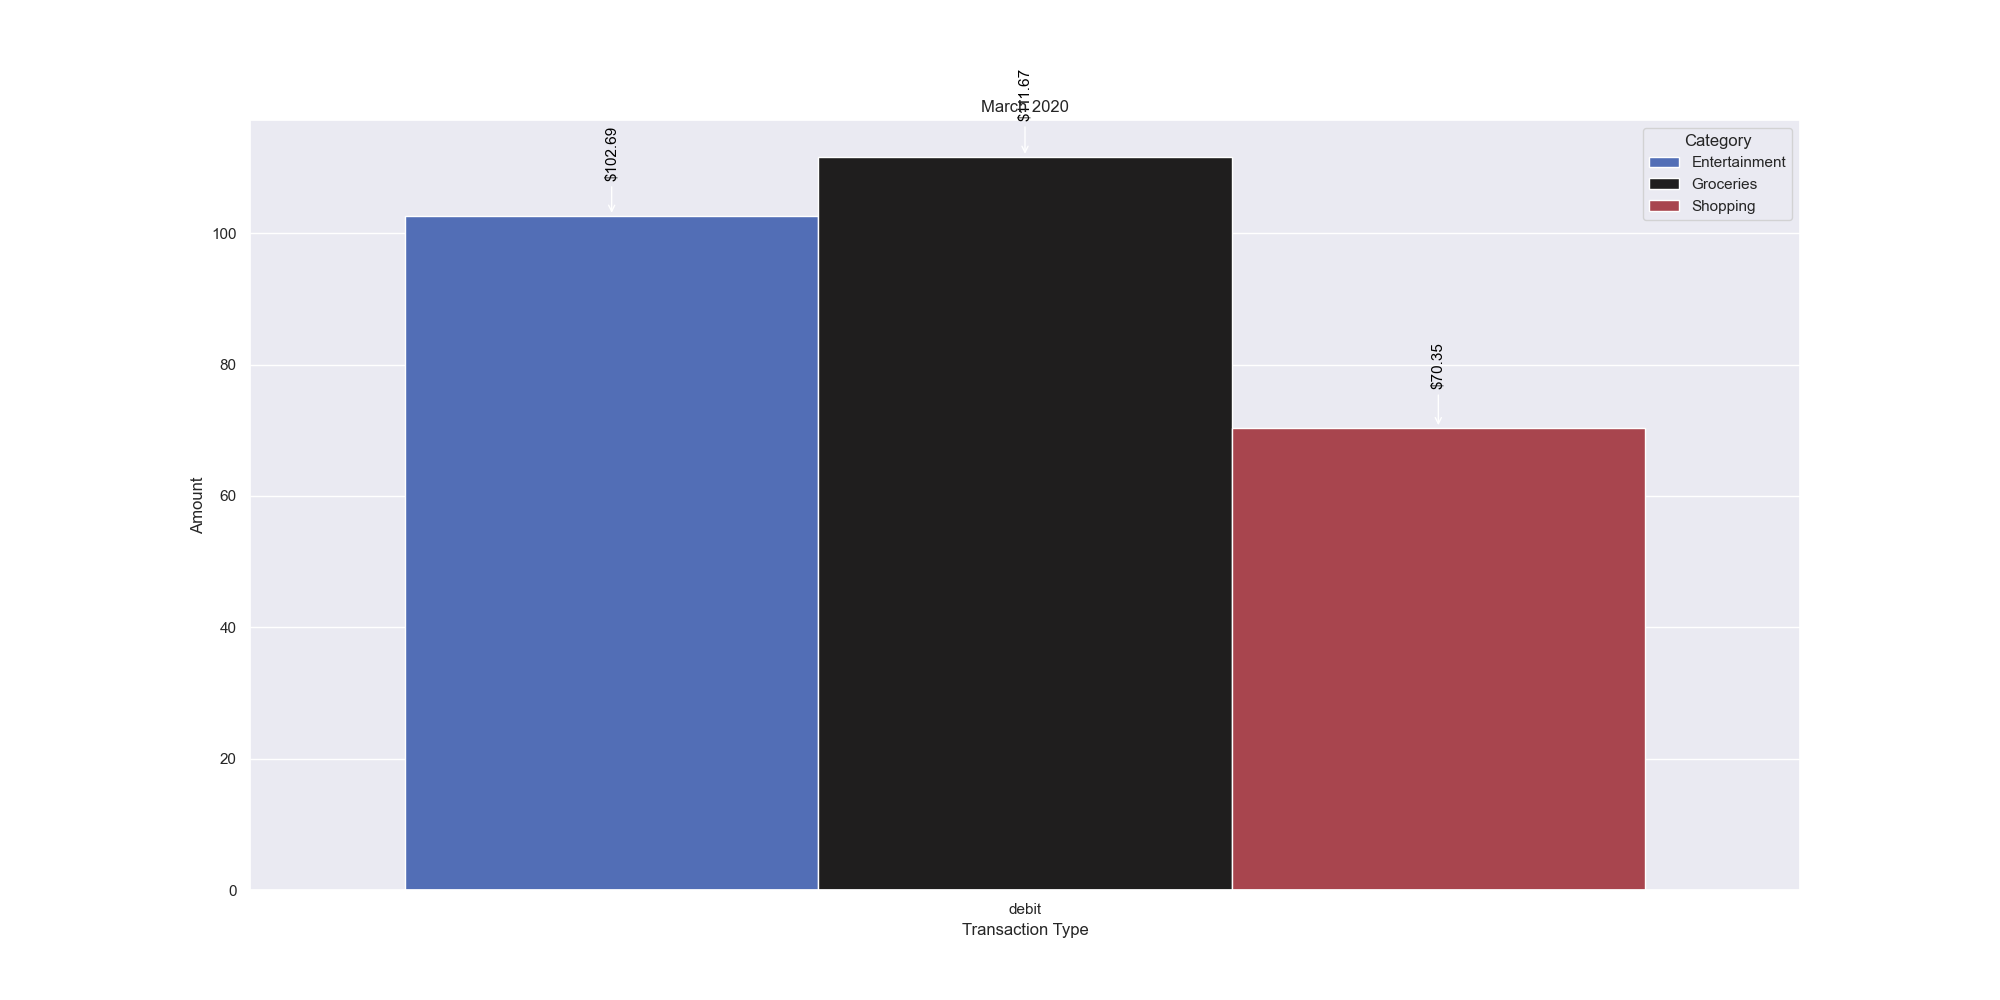 March 2020
$102.69
$111.67
$70.35
Category
Entertainment
Groceries
Shopping
Amount
100
80
60
40
20
0
debit
Transaction Type